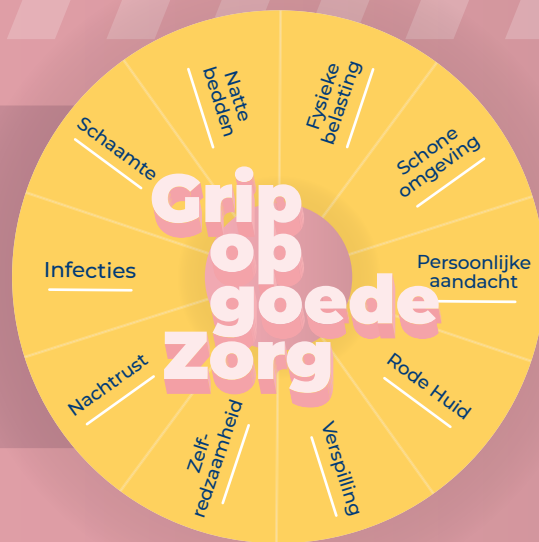 Natte
bedden
Fysieke
belasting
Schaamte
Schone
omgeving
Grip
op
goede
Zorg
Infecties
Persoonlijke
aandacht
Nachtrust
Rode Huid
Zelf-
redzaamheid
Verspilling